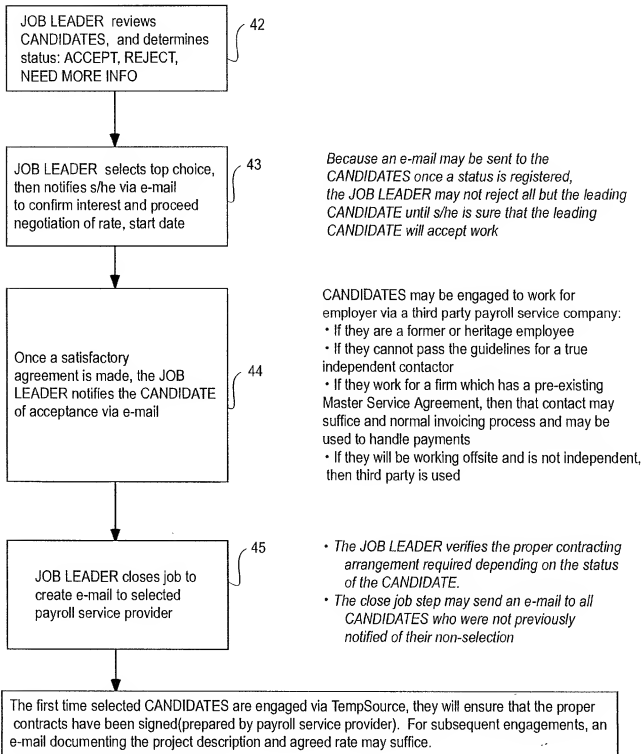 JOB LEADER reviews
CANDIDATES, and determines
status: ACCEPT, REJECT,
NEED MORE INFO
42
JOB LEADER selects top choice,
then notifies s/he via e-mail
to confirm interest and proceed
negotiation of rate, start date
43
Because an e-mail may be sent to the
CANDIDATES once a status is registered,
the JOB LEADER may not reject all but the leading
CANDIDATE until s/he is sure that the leading
CANDIDATE will accept work
Once a satisfactory
agreement is made, the JOB
LEADER notifies the CANDIDATE
of acceptance via e-mail
44
CANDIDATES may be engaged to work for
employer via a third party payroll service company:
• If they are a former or heritage employee
• If they cannot pass the guidelines for a true
independent contactor
• If they work for a firm which has a pre-existing
Master Service Agreement, then that contact may
suffice and normal invoicing process and may be
used to handle payments
• If they will be working offsite and is not independent,
then third party is used
JOB LEADER closes job to
create e-mail to selected
payroll service provider
45
• The JOB LEADER verifies the proper contracting
arrangement required depending on the status
of the CANDIDATE.
• The close job step may send an e-mail to all
CANDIDATES who were not previously
notified of their non-selection
The first time selected CANDIDATES are engaged via TempSource, they will ensure that the proper
contracts have been signed(prepared by payroll service provider). For subsequent engagements, an
e-mail documenting the project description and agreed rate may suffice.